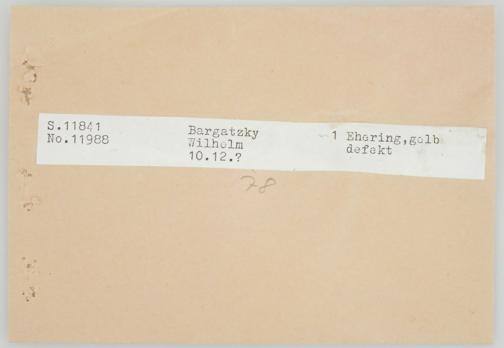 S.11841
No.11988
Bargatzky
Wilhelm
10.12.?
1 Ehering,gelb
defekt
78